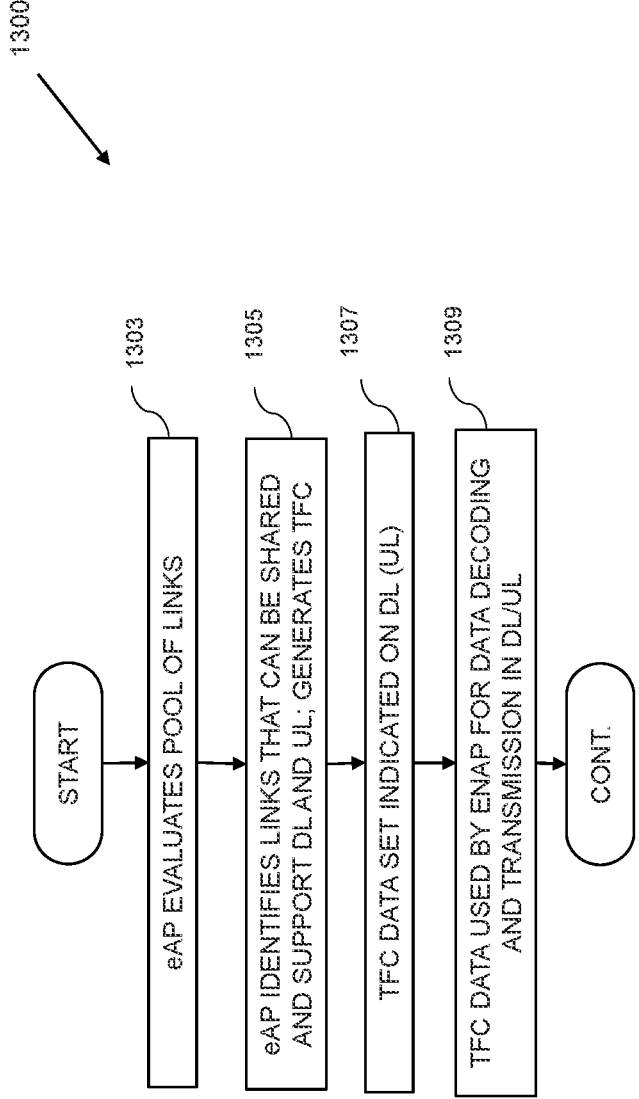 1300
START
eAP EVALUATES POOL OF LINKS
1303
eAP IDENTIFIES LINKS THAT CAN BE SHARED
AND SUPPORT DL AND UL; GENERATES TFC
1305
TFC DATA SET INDICATED ON DL (UL)
1307
TFC DATA USED BY ENAP FOR DATA DECODING
AND TRANSMISSION IN DL/UL
1309
CONT.